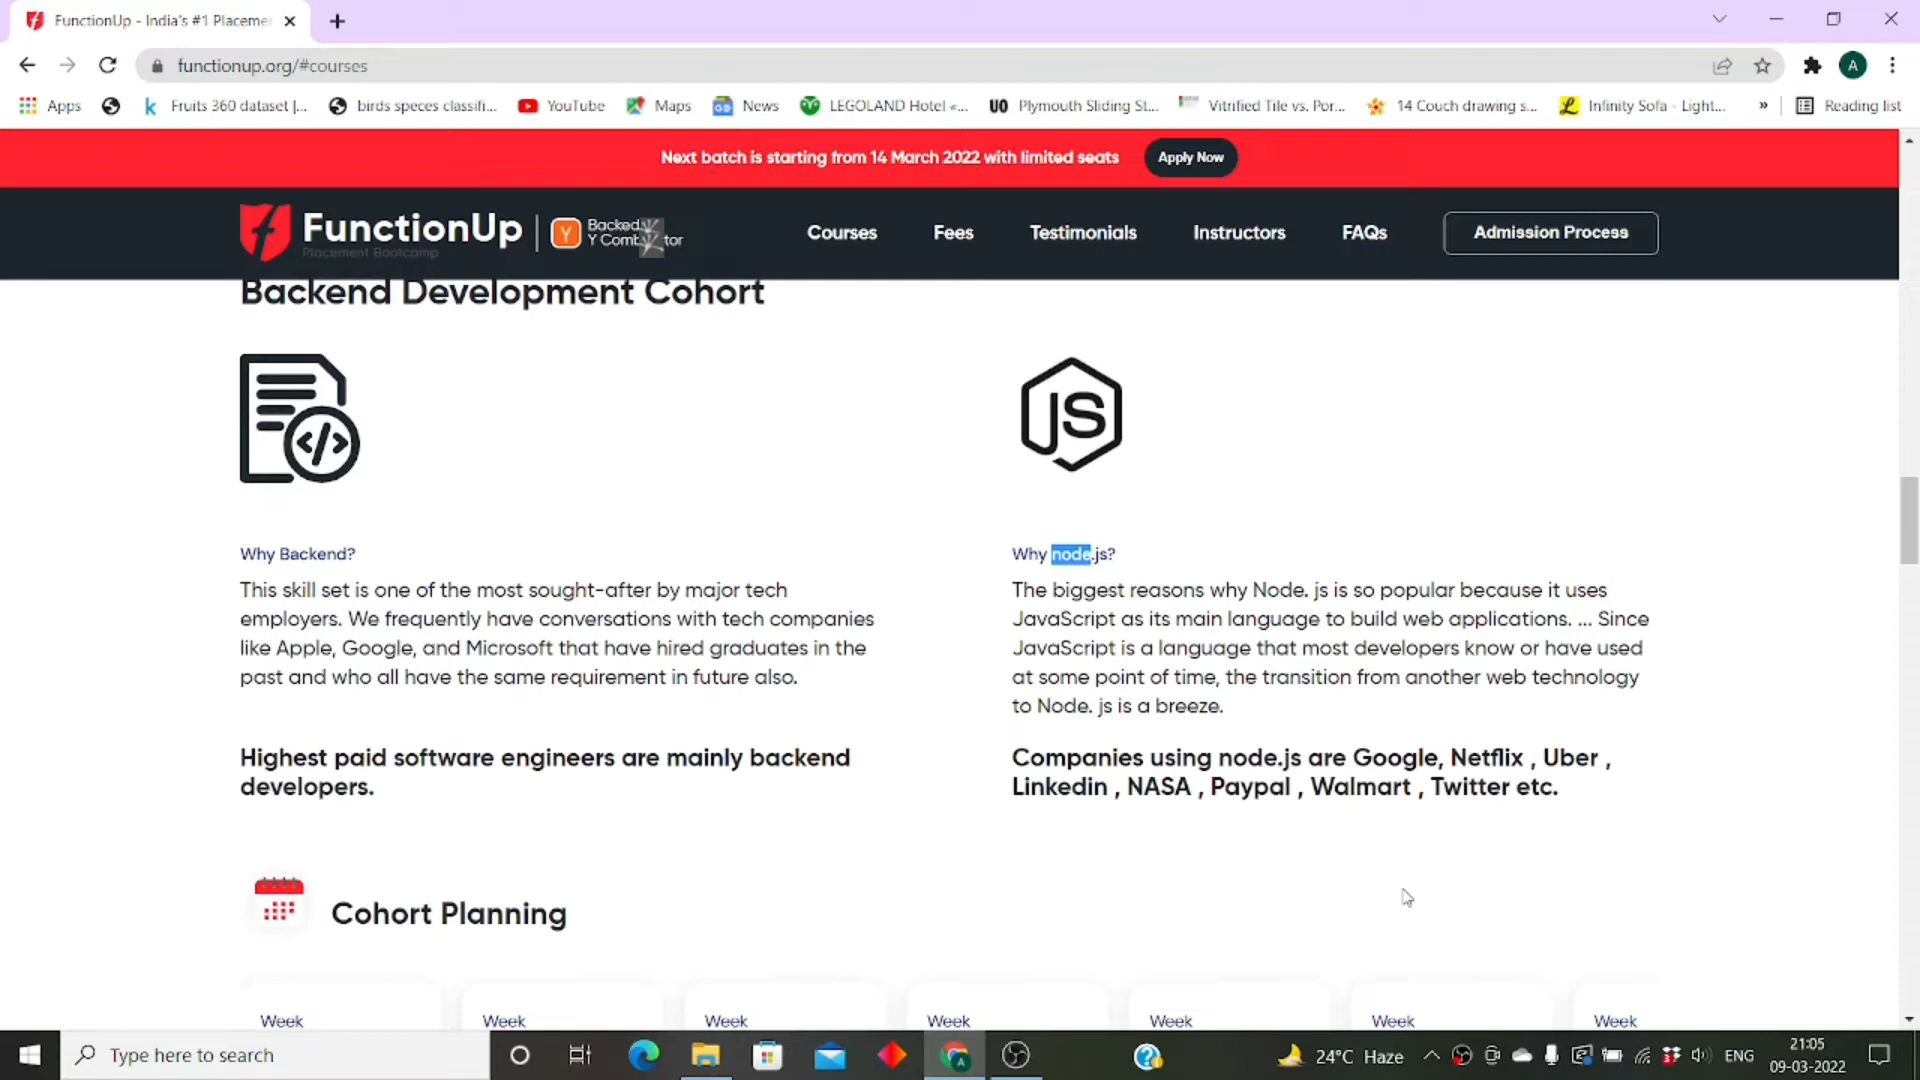 FunctionUp - India's #1 Placemer
functionup.org/#courses
A
Apps
Fruits 360 dataset |...
birds speces classifi...
YouTube
Maps
News
LEGOLAND Hotel «...
UO Plymouth Sliding St...
Vitrified Tile vs. Por...
14 Couch drawing s...
Infinity Sofa - Light...
»
Reading list
Next batch is starting from 14 March 2022 with limited seats
Apply Now
FunctionUp
Placement Bootcamp
Y
Backed
Y Comb tor
Courses
Fees
Testimonials
Instructors
FAQs
Admission Process
Backend Development Cohort
JS
Why Backend?
This skill set is one of the most sought-after by major tech
employers. We frequently have conversations with tech companies
like Apple, Google, and Microsoft that have hired graduates in the
past and who all have the same requirement in future also.
Highest paid software engineers are mainly backend
developers.
Why node.js?
The biggest reasons why Node. js is so popular because it uses
JavaScript as its main language to build web applications. ... Since
JavaScript is a language that most developers know or have used
at some point of time, the transition from another web technology
to Node. js is a breeze.
Companies using node.js are Google, Netflix , Uber ,
Linkedin , NASA , Paypal , Walmart , Twitter etc.
Cohort Planning
Week
Week
Week
Week
Week
Week
Week
Type here to search
24°C Haze
ENG
21:05
09-03-2022